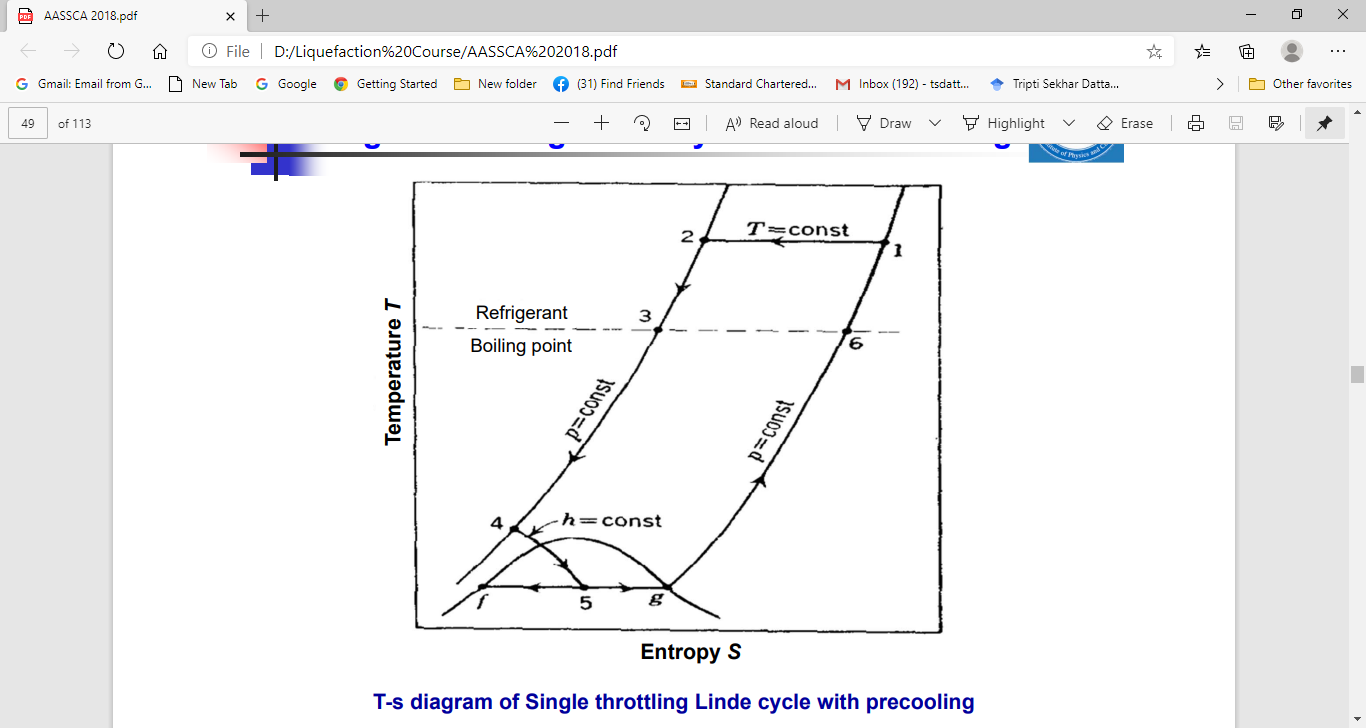 AASSCA 2018.pdf
File D:/Liquefaction%20Course/AASSCA%202018.pdf
Gmail: Email from G... New Tab Google Getting Started New folder (31) Find Friends Standard Chartered... Inbox (192) - tsdatt... Tripti Sekhar Datta... Other favorites
49 of 113 Read aloud Draw Highlight Erase
2 T=const 1
Refrigerant 3
Boiling point 6
Temperature T
p=const p=const
4 h=const
f 5 g
Entropy S
T-s diagram of Single throttling Linde cycle with precooling